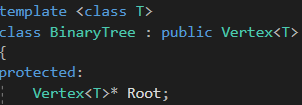 template <class T>
class BinaryTree : public Vertex<T>
{
protected:
    Vertex<T>* Root;